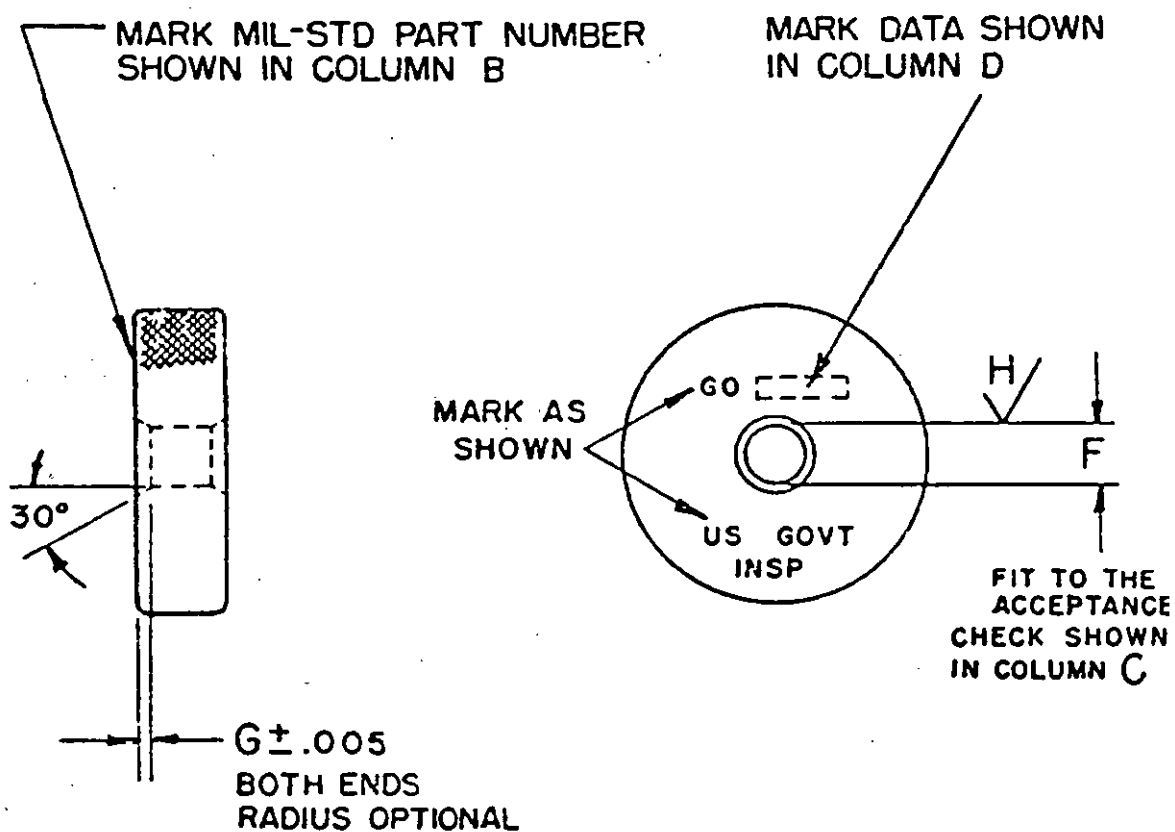 MARK MIL-STD PART NUMBER
SHOWN IN COLUMN B
MARK DATA SHOWN
IN COLUMN D
GO
MARK AS
SHOWN
H
F
30°
US GOVT
INSP
FIT TO THE
ACCEPTANCE
CHECK SHOWN
IN COLUMN C
G±.005
BOTH ENDS
RADIUS OPTIONAL